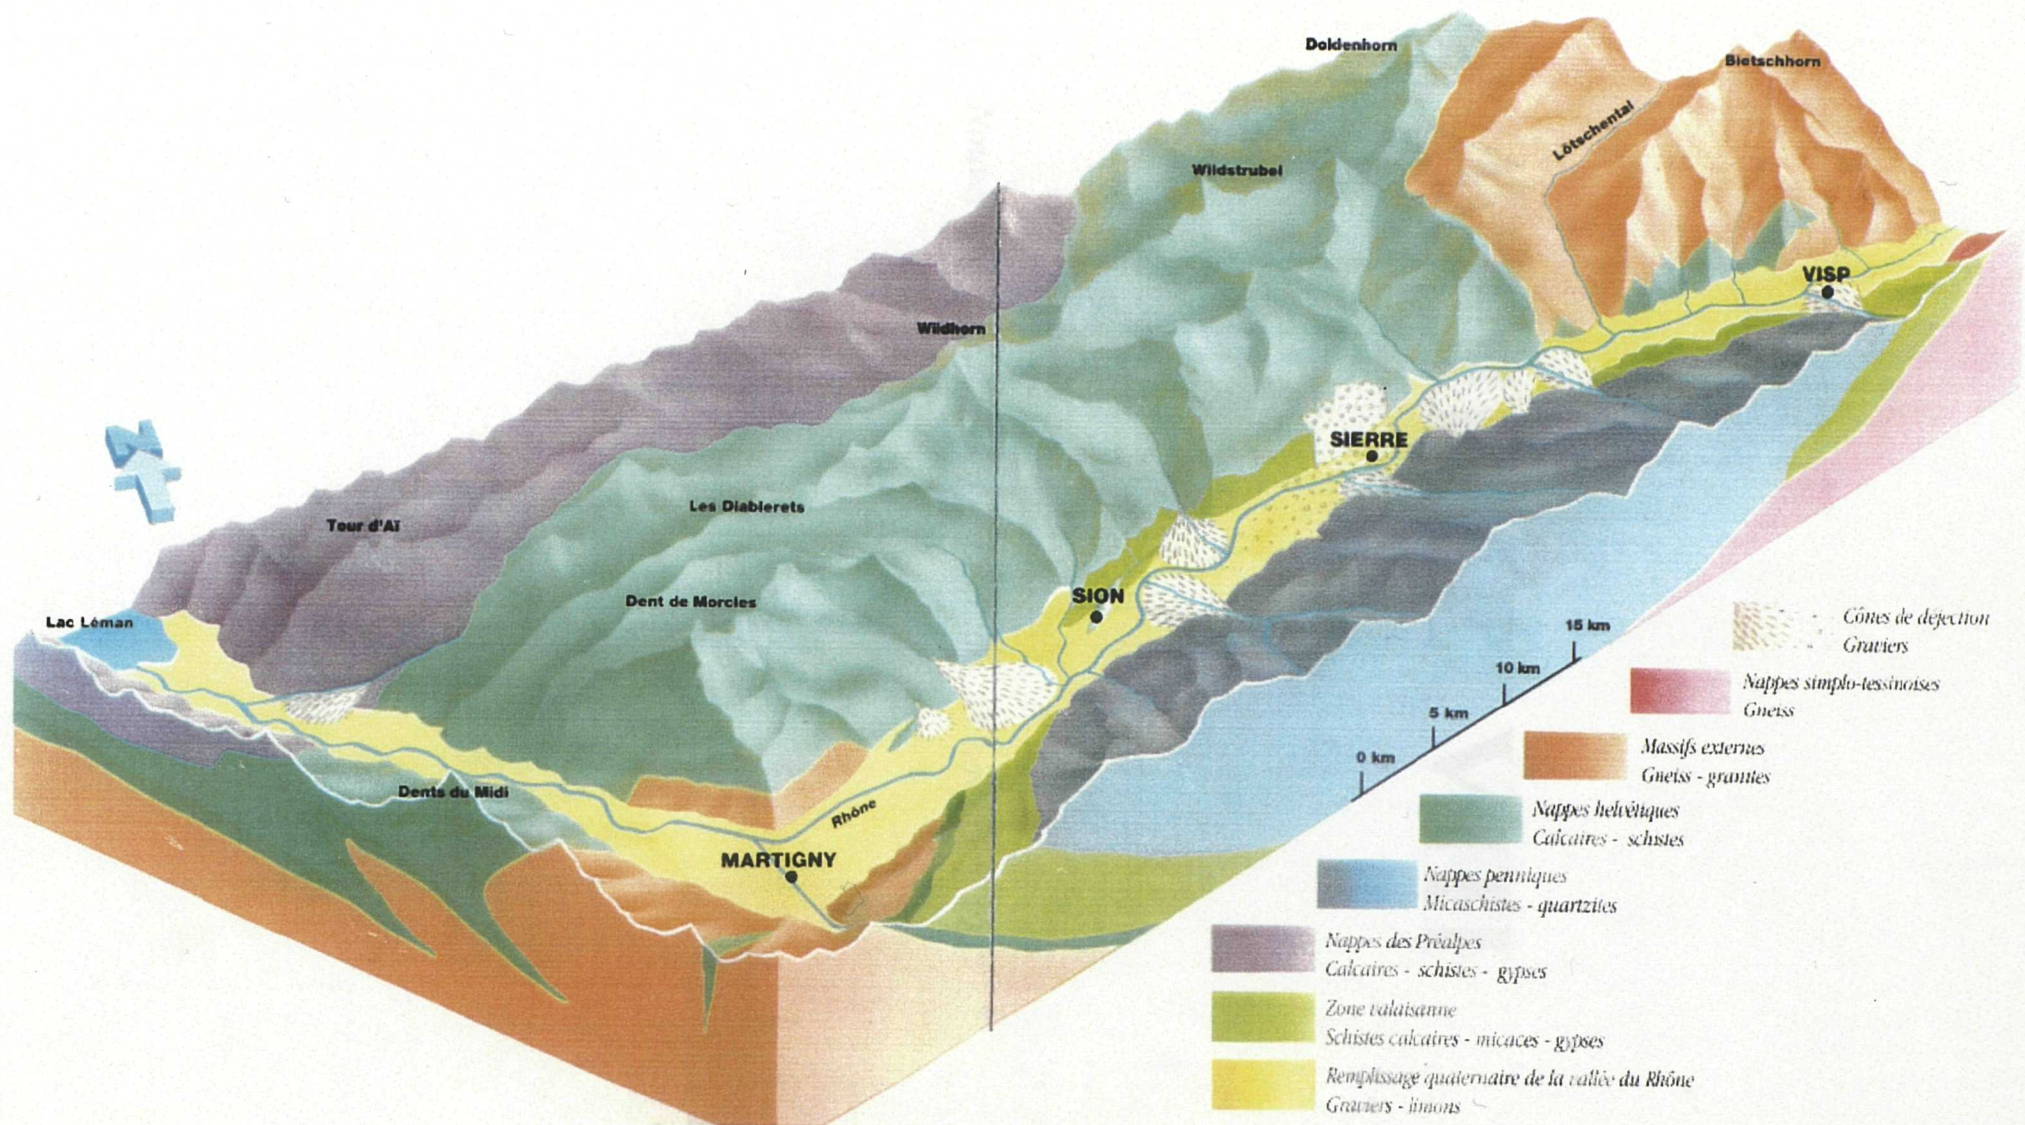 Doldenhorn
Bietschhorn
Lötschental
Wildstrubel
VISP
Wildhorn
SIERRE
N
Les Diablerets
Tour d'Aï
SION
Dent de Morcles
Lac Léman
Dents du Midi
Rhône
MARTIGNY
15 km
10 km
5 km
0 km
Cônes de déjection
Graviers
Nappes simplo-tessinoises
Gneiss
Massifs externes
Gneiss - granites
Nappes helvétiques
Calcaires - schistes
Nappes penniques
Micaschistes - quartzites
Nappes des Préalpes
Calcaires - schistes - gypses
Zone valaisanne
Schistes calcaires - micaces - gypses
Remplissage quaternaire de la vallée du Rhône
Graviers - limons